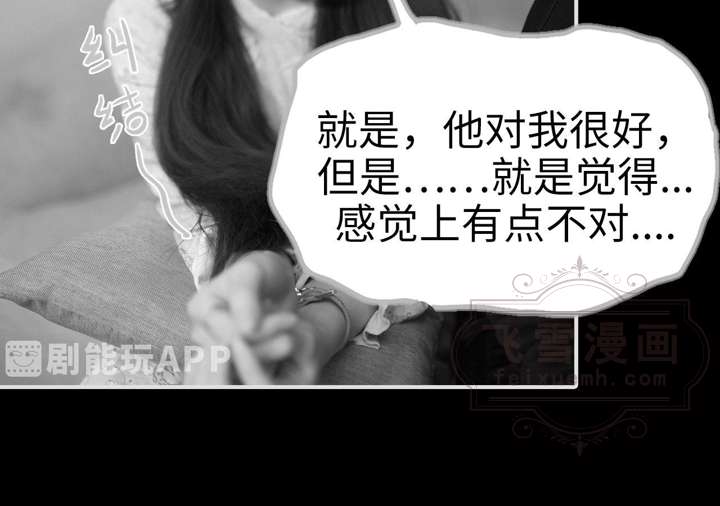 纠结
就是，他对我很好，
但是……就是觉得...
感觉上有点不对....
剧能玩APP
飞雪漫画
feixuemh.com